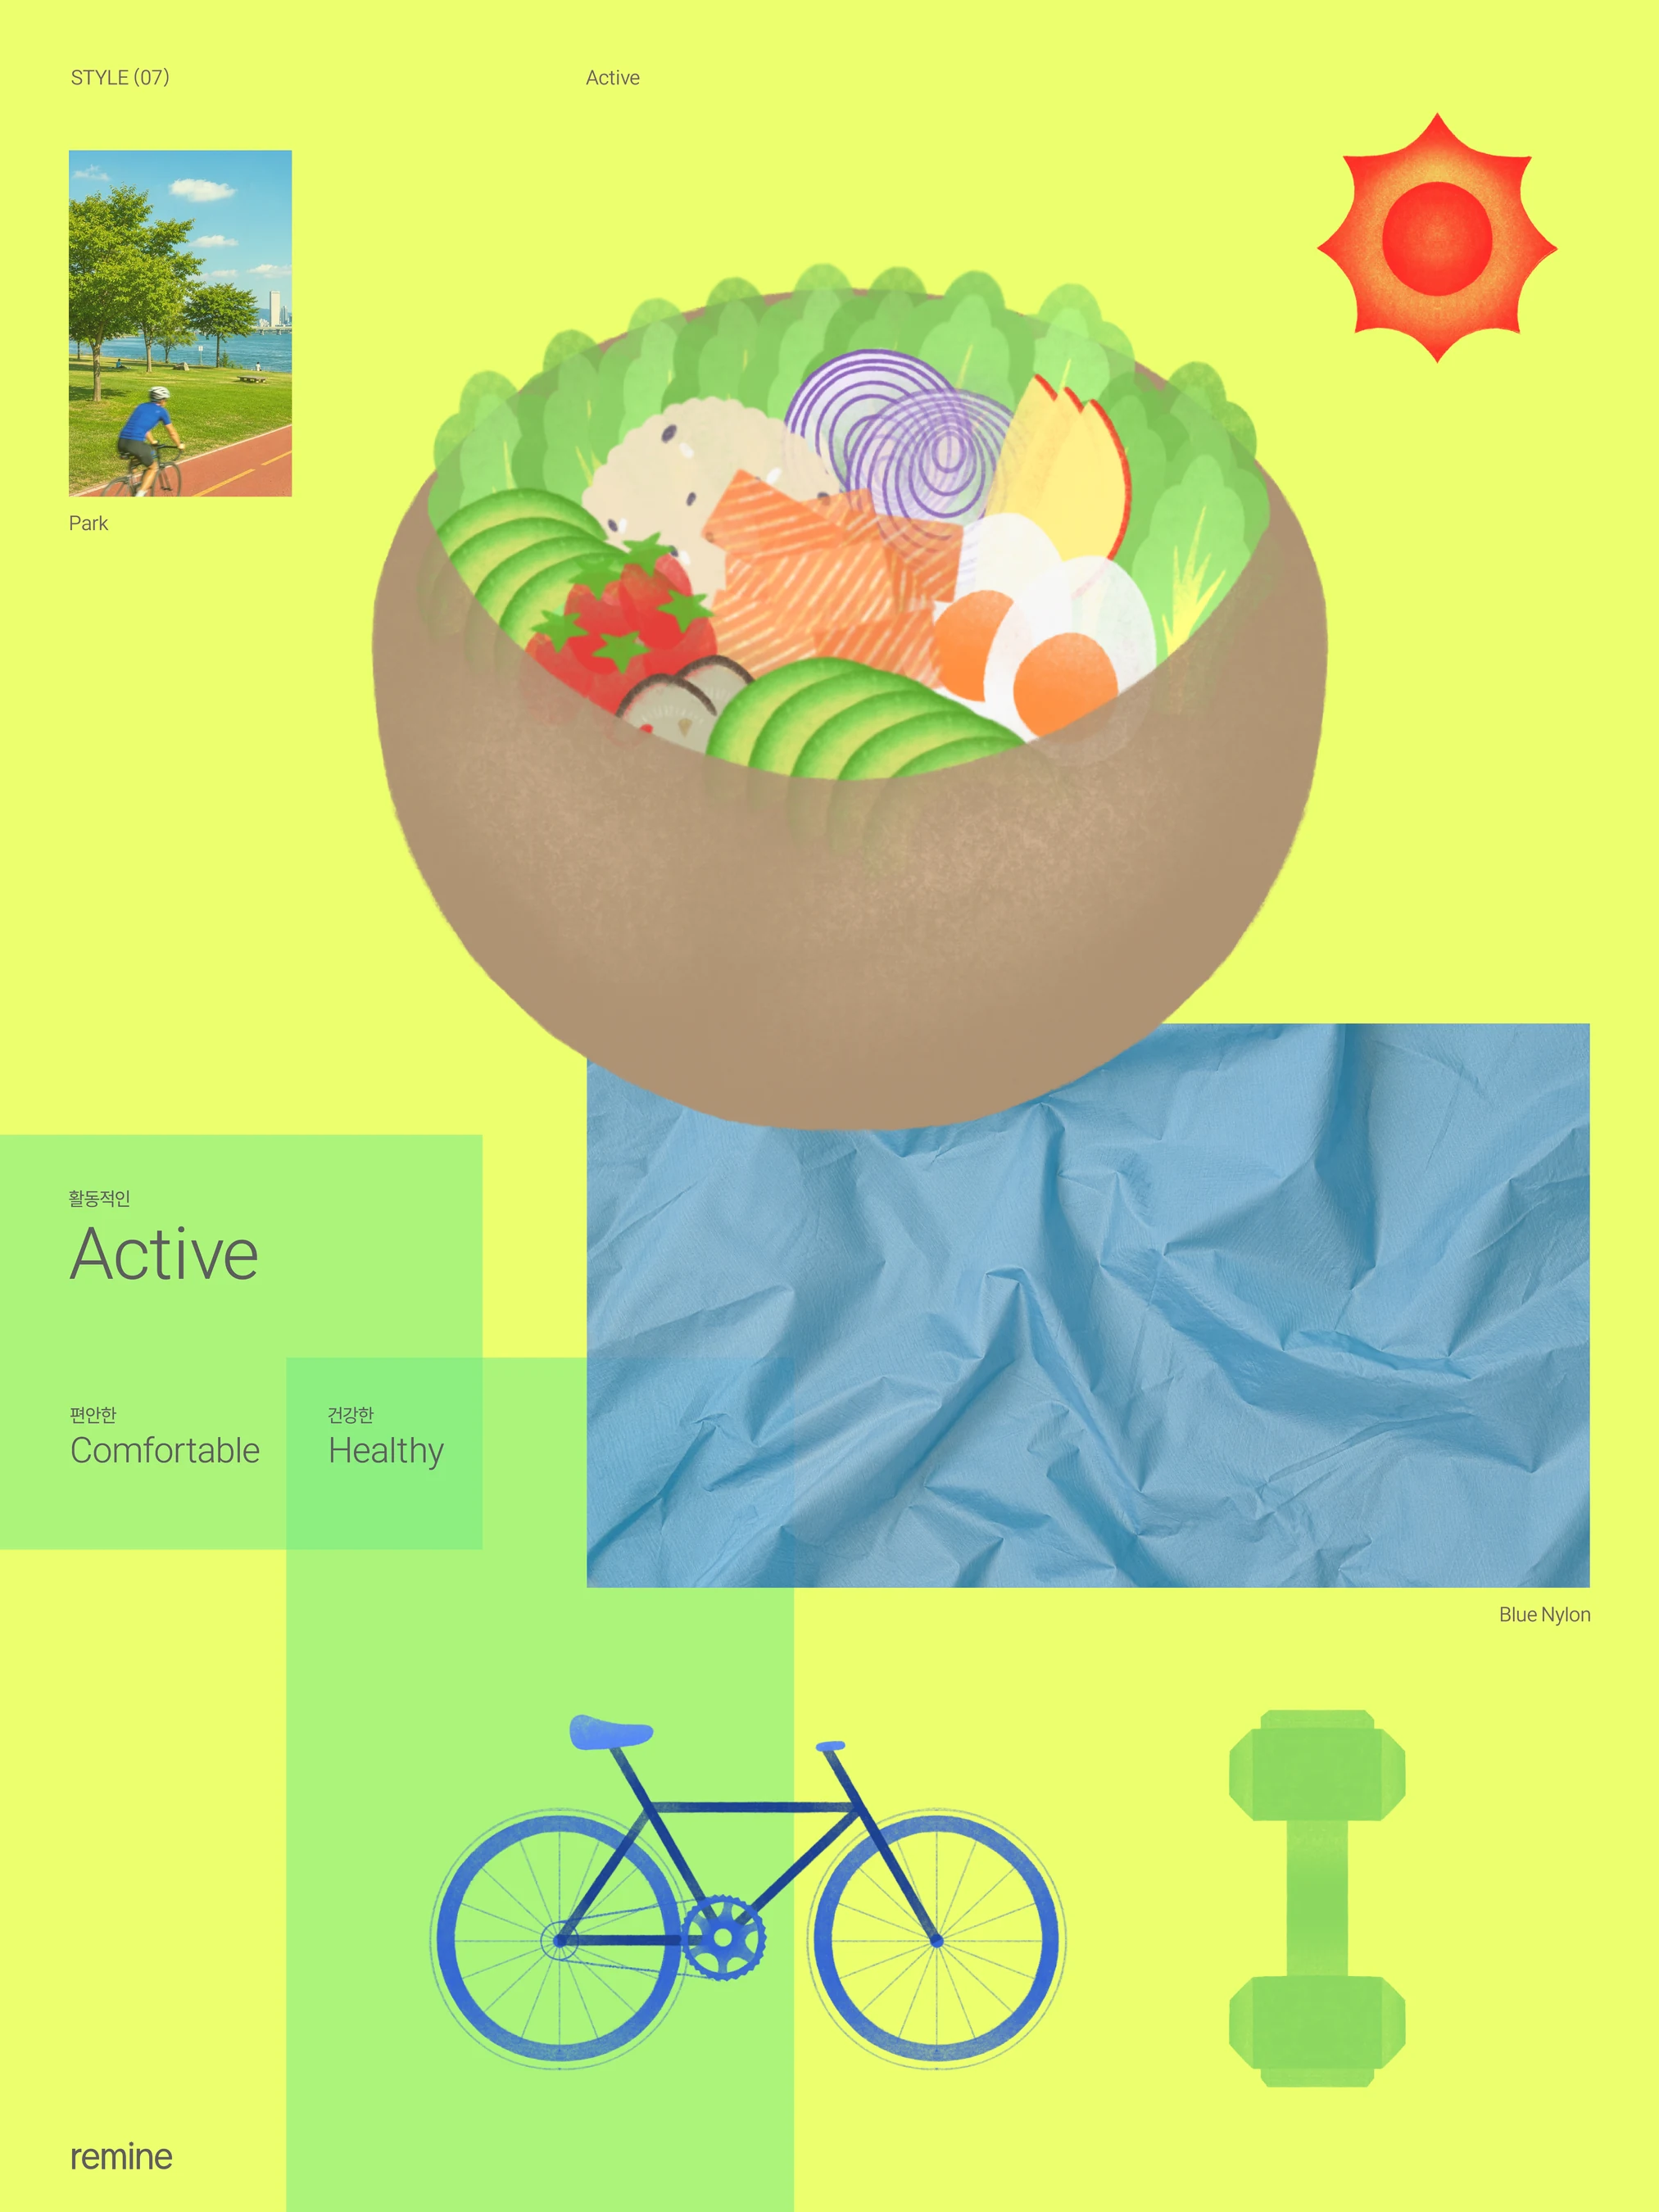 STYLE (07)
Active
Park
활동적인
Active
편안한
Comfortable
건강한
Healthy
Blue Nylon
remine